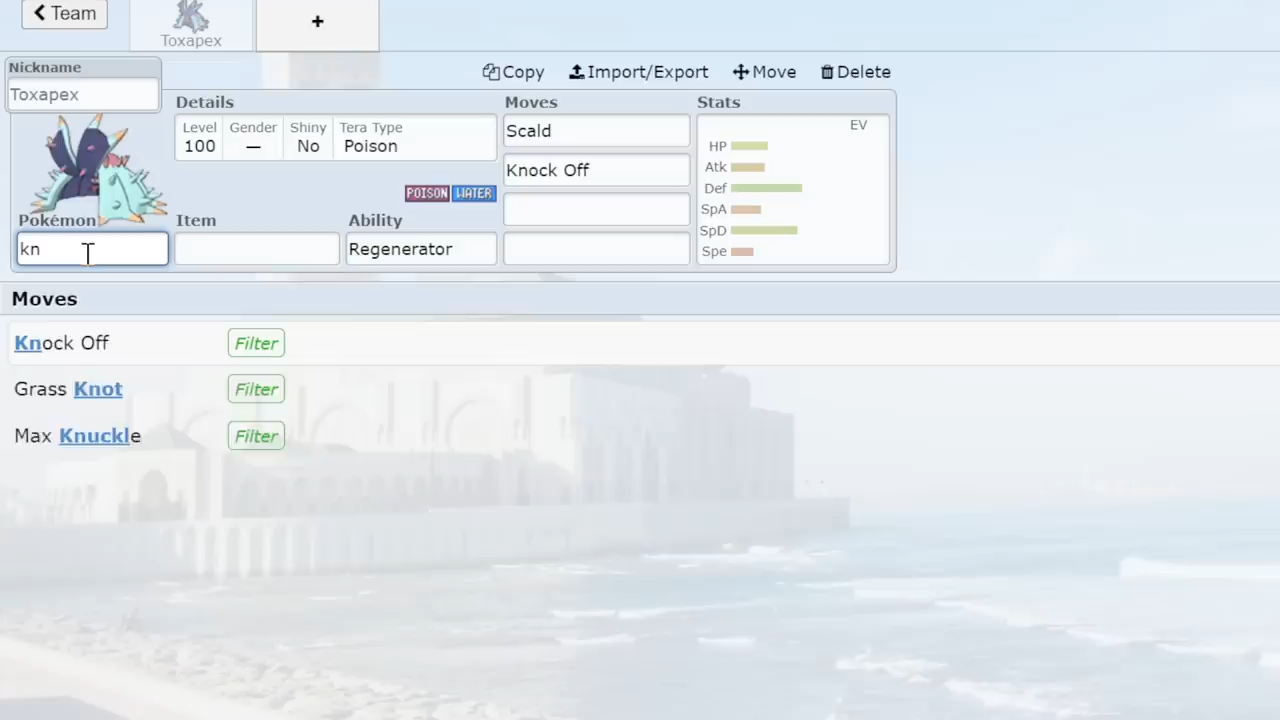 Team
Toxapex
+
Nickname
Toxapex
Copy
Import/Export
Move
Delete
Details
Moves
Stats
Level
Gender
Shiny
Tera Type
100
—
No
Poison
Scald
Knock Off
EV
HP
Atk
Def
SpA
SpD
Spe
POISON
WATER
Pokémon
Item
Ability
kn
Regenerator
Moves
Knock Off
Filter
Grass Knot
Filter
Max Knuckle
Filter